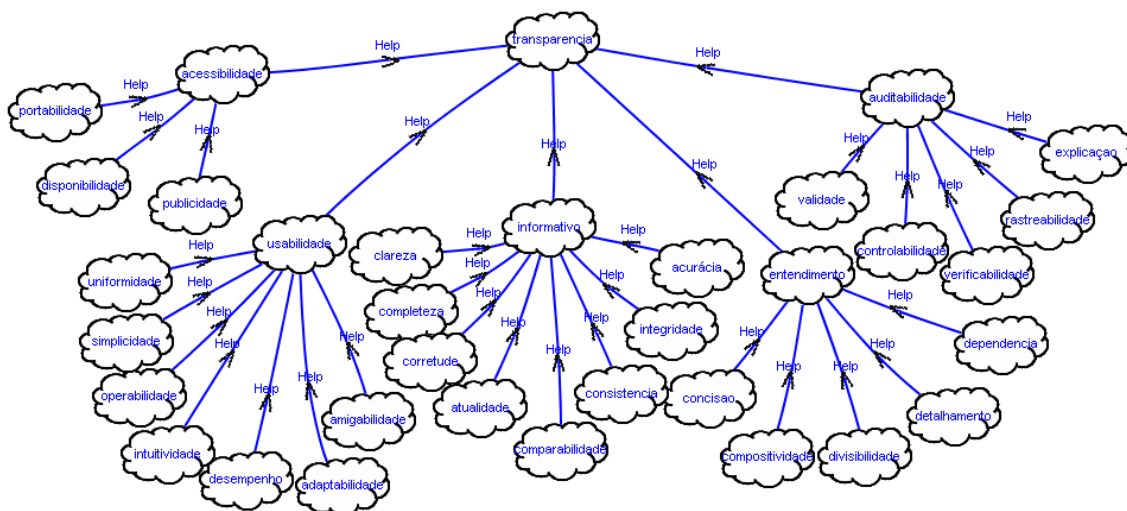 transparencia
Help
Help
acessibilidade
Help
portabilidade
auditabilidade
Help
Help
Help
Help
explicaçao
Help
Help
Help
disponibilidade
Help
Help
Help
Help
validade
publicidade
rastreabilidade
usabilidade
informativo
Help
Help
controlabilidade
clareza
acurácia
Help
Help
entendimento
verificabilidade
uniformidade
Help
completeza
Help
Help
Help
Help
simplicidade
integridade
dependencia
Help
Help
Help
corretude
Help
Help
Help
Help
Help
Help
Help
operabilidade
consistencia
concisao
Help
Help
atualidade
amigabilidade
detalhamento
comparabilidade
intuitividade
compositividade
divisibilidade
desempenho
adaptabilidade